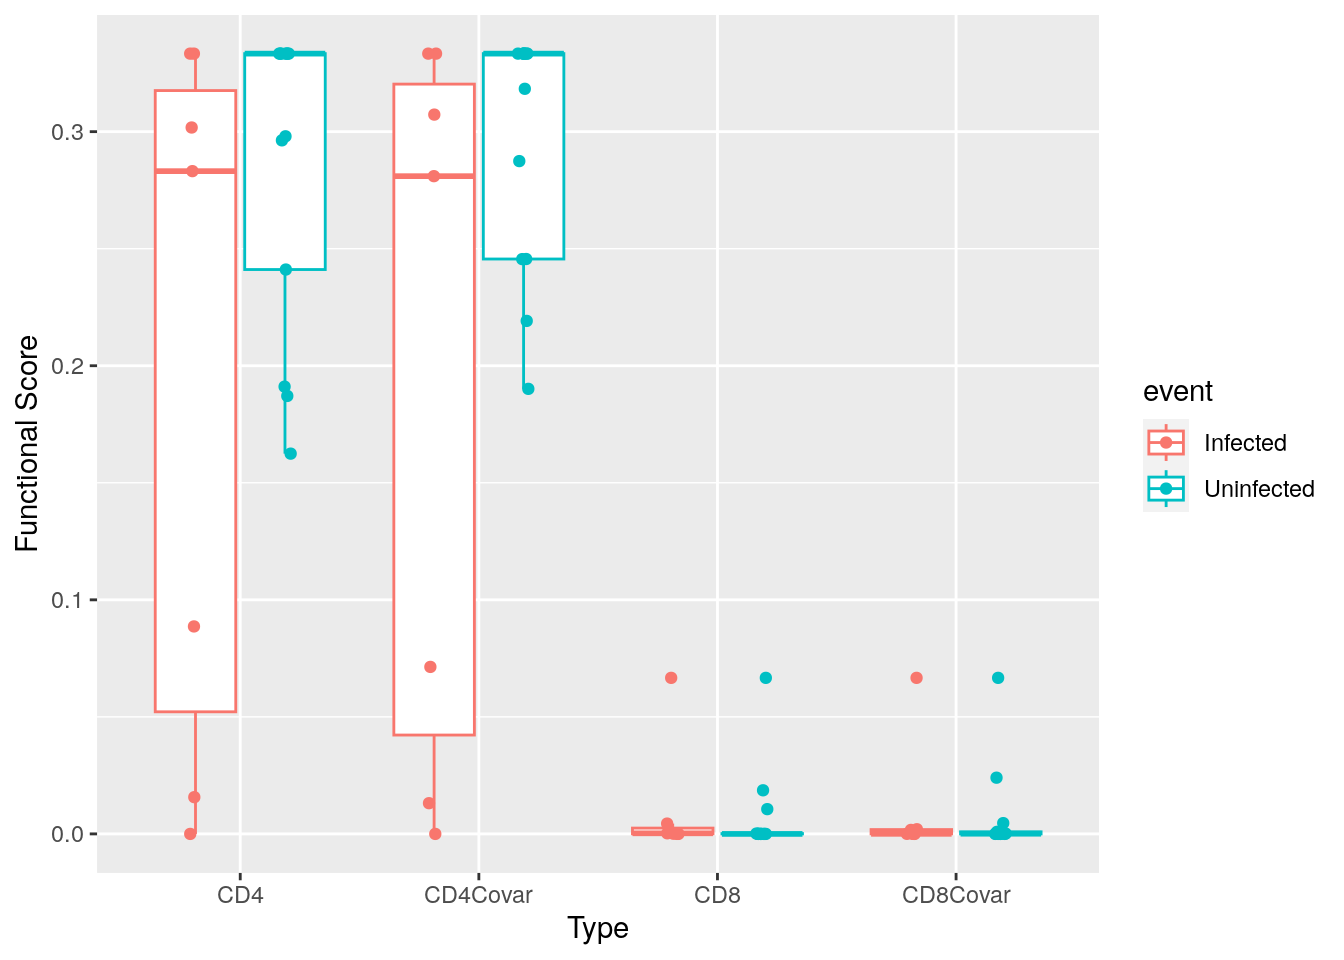 Functional Score
0.3
0.2
0.1
0.0
CD4
CD4Covar
CD8
CD8Covar
Type
event
Infected
Uninfected